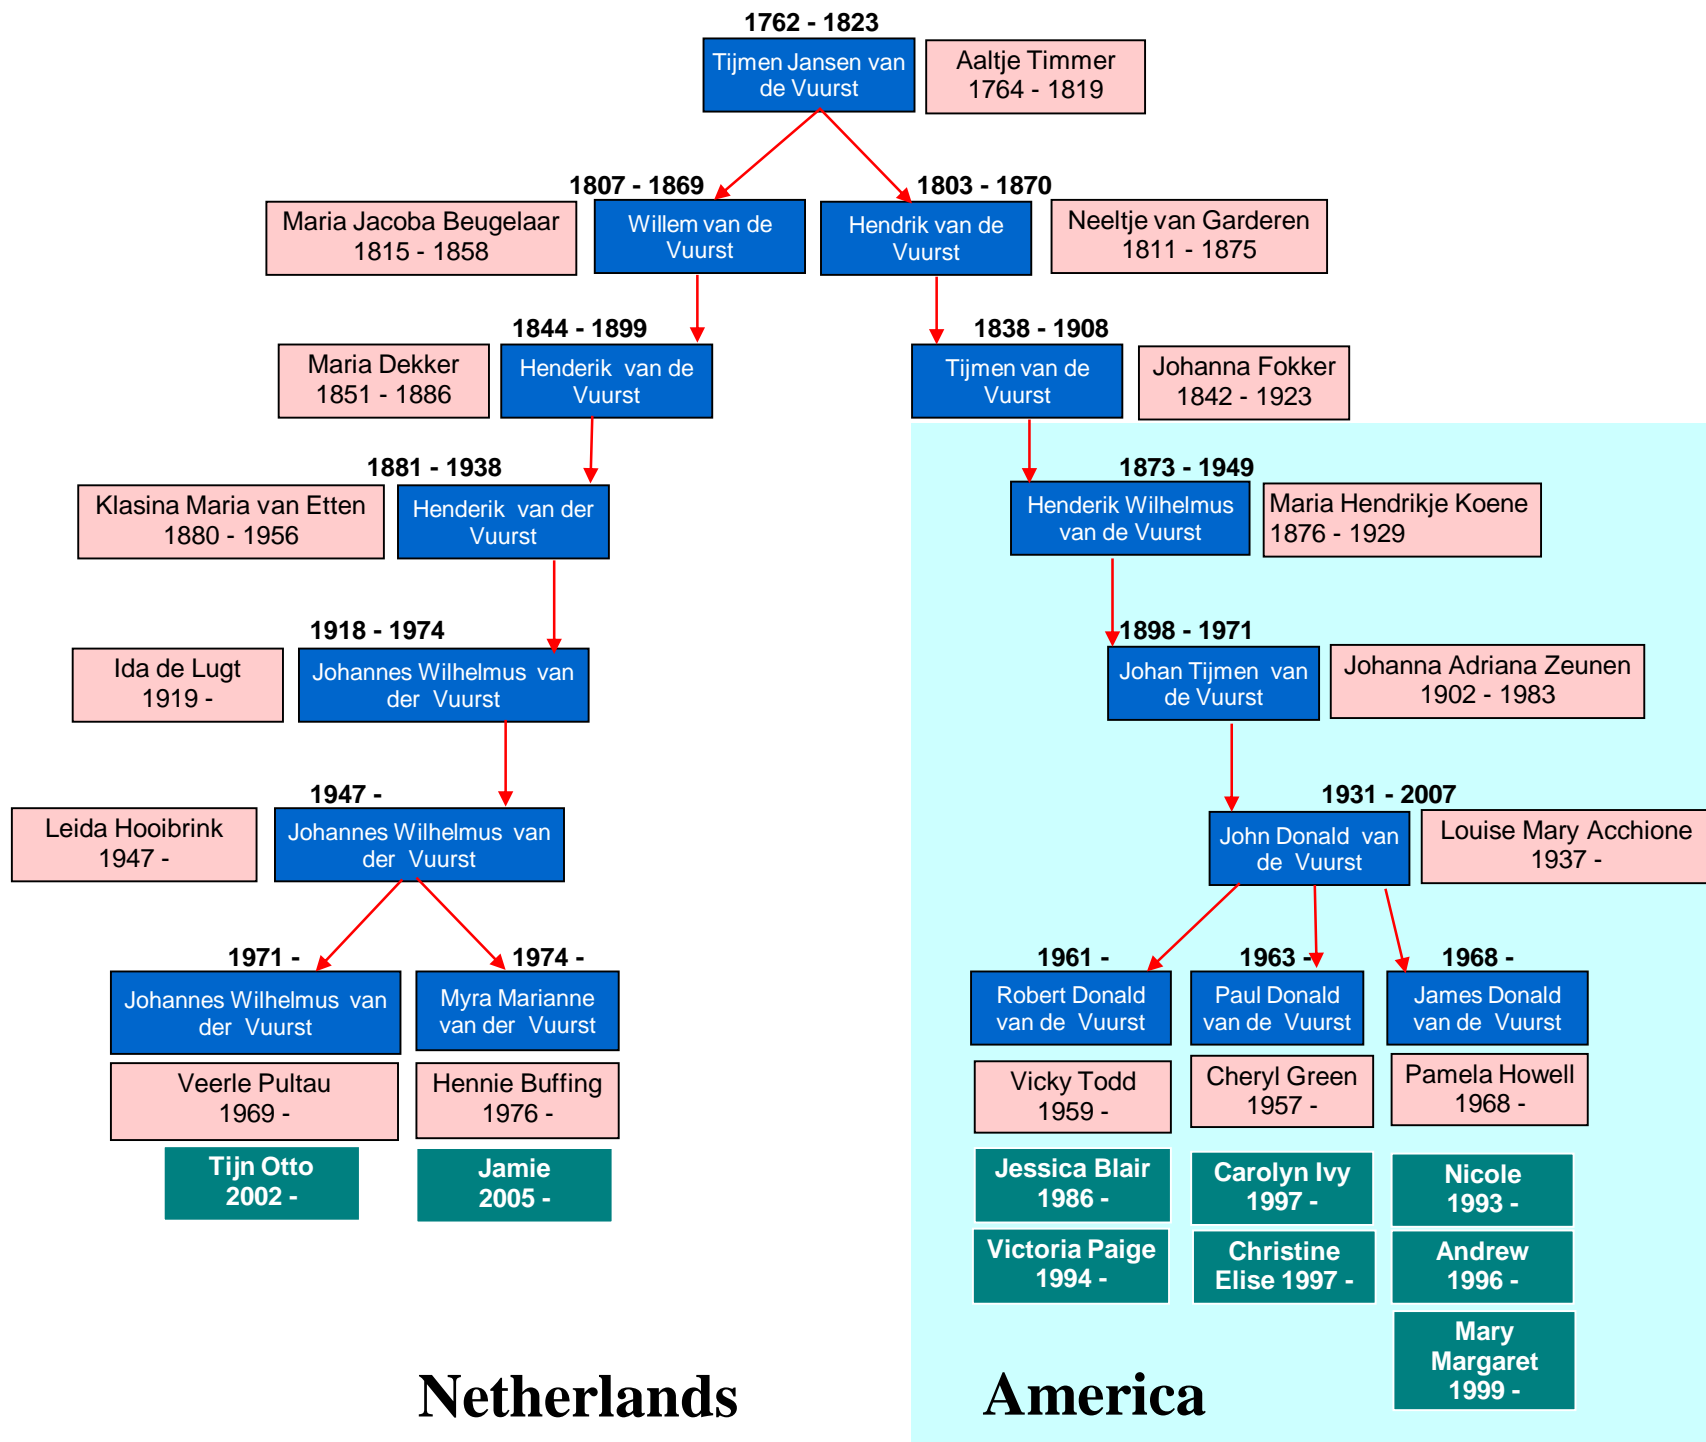 1762 - 1823
Tijmen Jansen van
de Vuurst
Aaltje Timmer
1764 - 1819
1807 - 1869
1803 - 1870
Maria Jacoba Beugelaar
1815 - 1858
Willem van de
Vuurst
Hendrik van de
Vuurst
Neeltje van Garderen
1811 - 1875
1844 - 1899
1838 - 1908
Maria Dekker
1851 - 1886
Henderik van de
Vuurst
Tijmen van de
Vuurst
Johanna Fokker
1842 - 1923
1881 - 1938
1873 - 1949
Klasina Maria van Etten
1880 - 1956
Henderik van der
Vuurst
Henderik Wilhelmus
van de Vuurst
Maria Hendrikje Koene
1876 - 1929
1918 - 1974
1898 - 1971
Ida de Lugt
1919 -
Johannes Wilhelmus van
der Vuurst
Johan Tijmen van
de Vuurst
Johanna Adriana Zeunen
1902 - 1983
1947 -
1931 - 2007
Leida Hooibrink
1947 -
Johannes Wilhelmus van
der Vuurst
John Donald van
de Vuurst
Louise Mary Acchione
1937 -
1971 -
1974 -
1961 -
1963 -
1968 -
Johannes Wilhelmus van
der Vuurst
Myra Marianne
van der Vuurst
Robert Donald
van de Vuurst
Paul Donald
van de Vuurst
James Donald
van de Vuurst
Veerle Pultau
1969 -
Hennie Buffing
1976 -
Vicky Todd
1959 -
Cheryl Green
1957 -
Pamela Howell
1968 -
Tijn Otto
2002 -
Jamie
2005 -
Jessica Blair
1986 -
Carolyn Ivy
1997 -
Nicole
1993 -
Victoria Paige
1994 -
Christine
Elise 1997 -
Andrew
1996 -
Mary
Margaret
1999 -
Netherlands
America